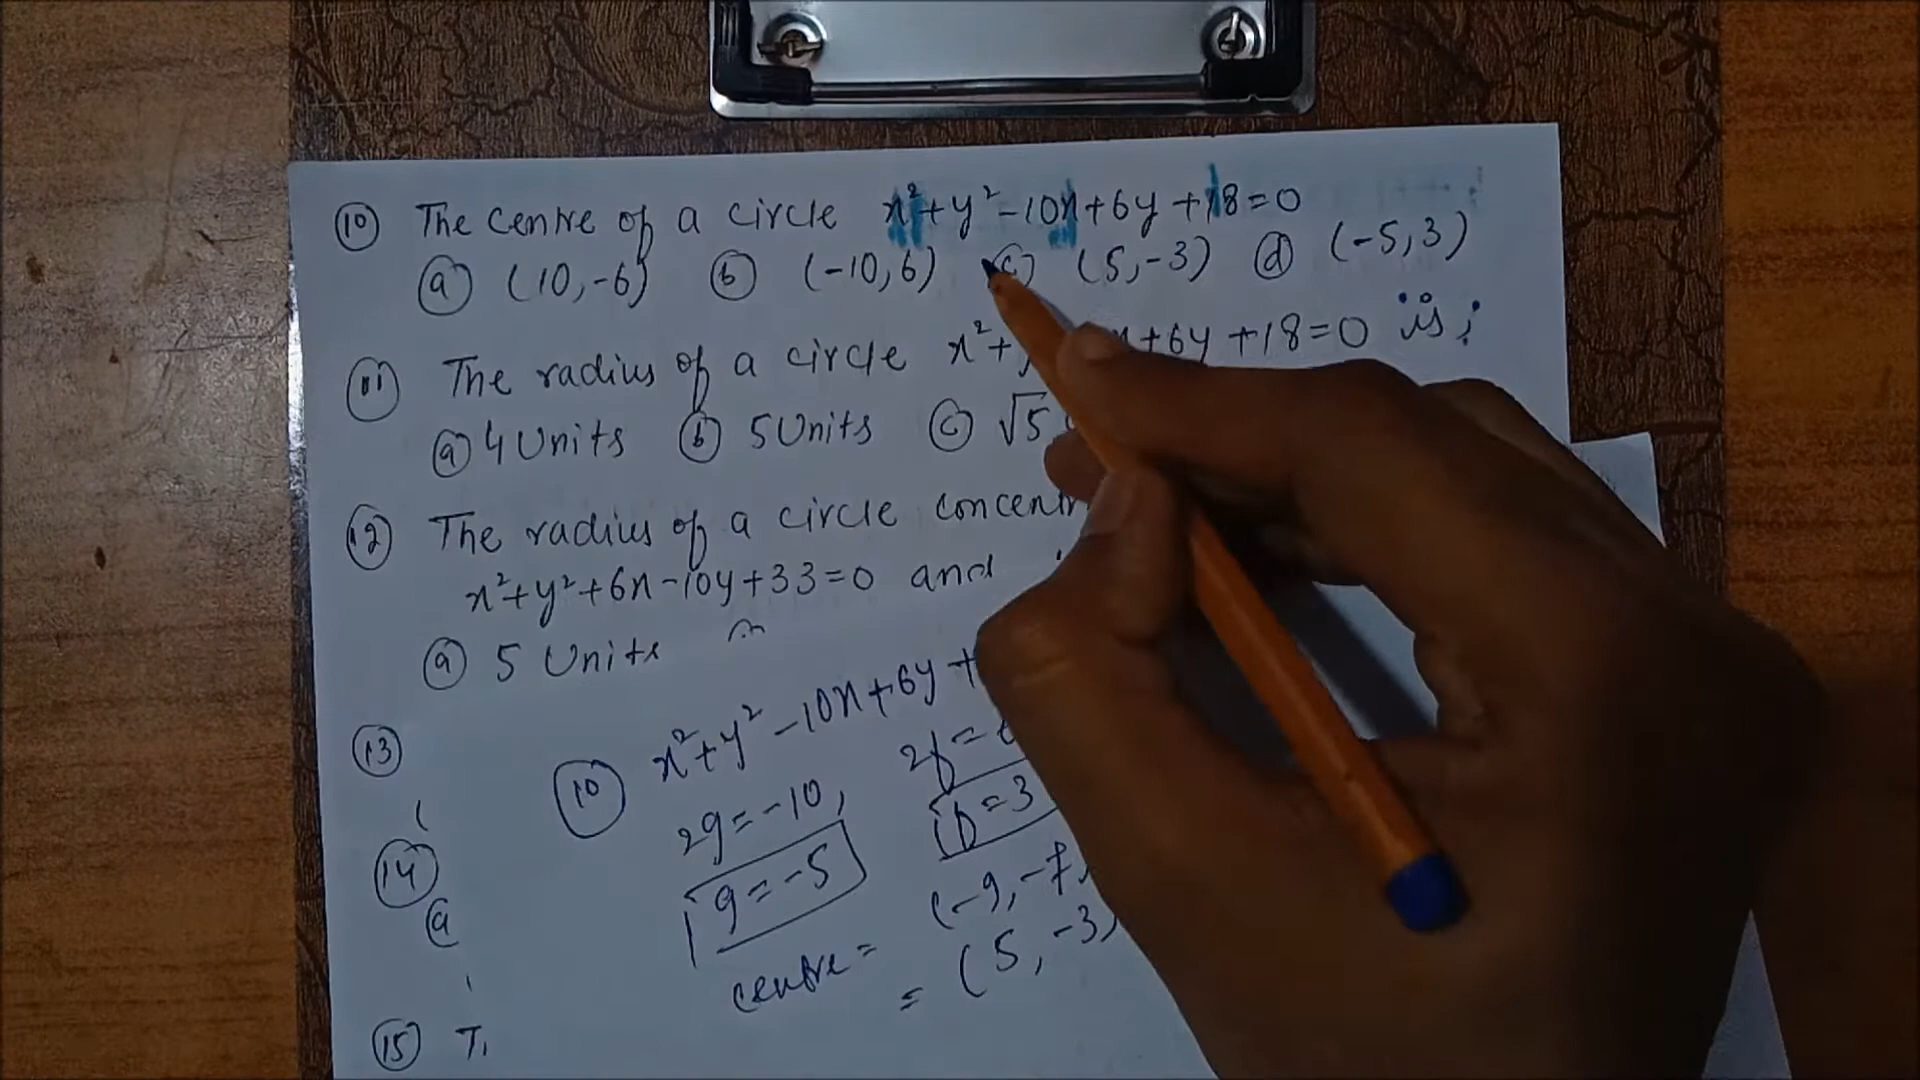 ⑩ The centre of a circle x²+y²-10x+6y+18=0
ⓐ (10,-6) ⓑ (-10,6) ⓒ (5,-3) ⓓ (-5,3)
⑪ The radius of a circle x²+ +6y+18=0 is;
ⓐ 4 Units ⓑ 5 Units ⓒ √5
⑫ The radius of a circle
x²+y²+6x-10y+33=0 and
ⓐ 5 Units
⑬
⑩ x²+y²-10x+6y+
2g=-10, 2f=
g=-5 f=3
⑭
ⓐ
centre = (-g,-f)
= (5,-3)
⑮